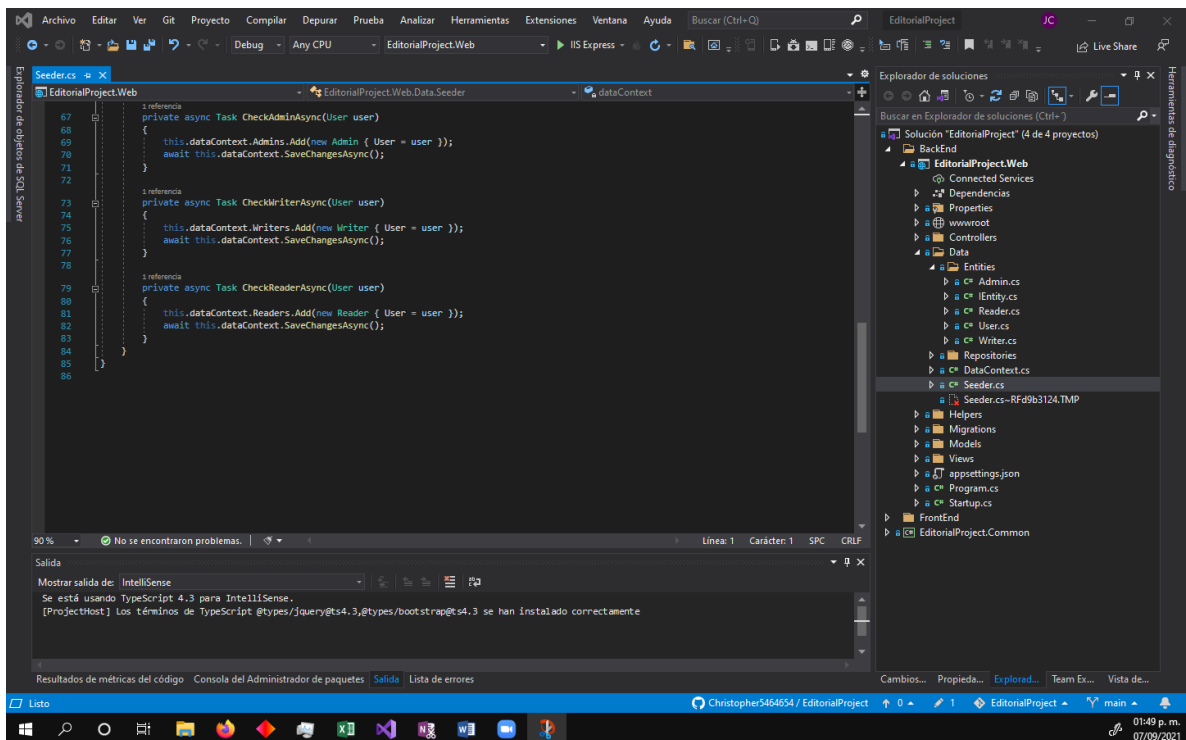 Archivo Editar Ver Git Proyecto Compilar Depurar Prueba Analizar Herramientas Extensiones Ventana Ayuda Buscar (Ctrl+Q) EditorialProject JC
Debug Any CPU EditorialProject.Web IIS Express Live Share
Explorador de objetos de SQL Server
Seeder.cs
EditorialProject.Web EditorialProject.Web.Data.Seeder dataContext
1 referencia
67 private async Task CheckAdminAsync(User user)
68 {
69 this.dataContext.Admins.Add(new Admin { User = user });
70 await this.dataContext.SaveChangesAsync();
71 }
72
1 referencia
73 private async Task CheckWriterAsync(User user)
74 {
75 this.dataContext.Writers.Add(new Writer { User = user });
76 await this.dataContext.SaveChangesAsync();
77 }
78
1 referencia
79 private async Task CheckReaderAsync(User user)
80 {
81 this.dataContext.Readers.Add(new Reader { User = user });
82 await this.dataContext.SaveChangesAsync();
83 }
84 }
85 }
86
90 % No se encontraron problemas. Línea: 1 Carácter: 1 SPC CRLF
Salida
Mostrar salida de: IntelliSense
Se está usando TypeScript 4.3 para IntelliSense.
[ProjectHost] Los términos de TypeScript @types/jquery@ts4.3,@types/bootstrap@ts4.3 se han instalado correctamente
Resultados de métricas del código Consola del Administrador de paquetes Salida Lista de errores
Explorador de soluciones
Buscar en Explorador de soluciones (Ctrl+¨)
Solución "EditorialProject" (4 de 4 proyectos)
BackEnd
EditorialProject.Web
Connected Services
Dependencias
Properties
wwwroot
Controllers
Data
Entities
C# Admin.cs
C# IEntity.cs
C# Reader.cs
C# User.cs
C# Writer.cs
Repositories
C# DataContext.cs
C# Seeder.cs
Seeder.cs~RFd9b3124.TMP
Helpers
Migrations
Models
Views
appsettings.json
C# Program.cs
C# Startup.cs
FrontEnd
C# EditorialProject.Common
Cambios... Propieda... Explorad... Team Ex... Vista de...
Herramientas de diagnóstico
Listo Christopher5464654 / EditorialProject 0 1 EditorialProject main
01:49 p. m.
07/09/2021